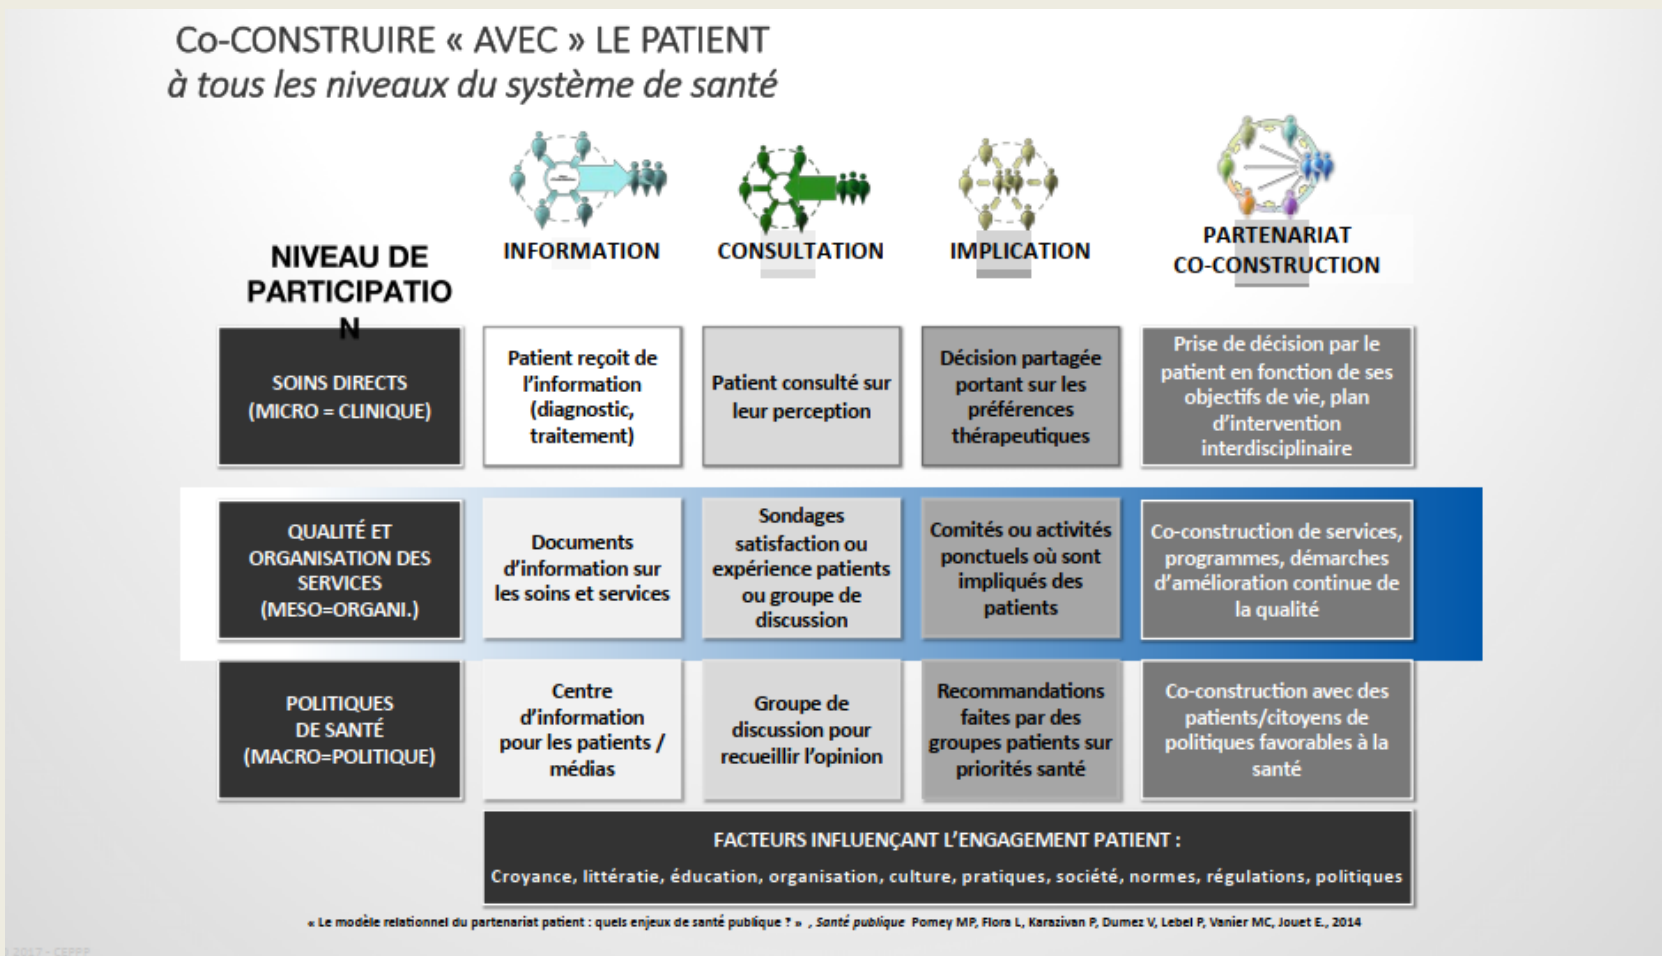 Co-CONSTRUIRE « AVEC » LE PATIENT
à tous les niveaux du système de santé
NIVEAU DE
PARTICIPATIO
N
INFORMATION
CONSULTATION
IMPLICATION
PARTENARIAT
CO-CONSTRUCTION
SOINS DIRECTS
(MICRO = CLINIQUE)
Patient reçoit de
l’information
(diagnostic,
traitement)
Patient consulté sur
leur perception
Décision partagée
portant sur les
préférences
thérapeutiques
Prise de décision par le
patient en fonction de ses
objectifs de vie, plan
d’intervention
interdisciplinaire
QUALITÉ ET
ORGANISATION DES
SERVICES
(MESO=ORGANI.)
Documents
d’information sur
les soins et services
Sondages
satisfaction ou
expérience patients
ou groupe de
discussion
Comités ou activités
ponctuels où sont
impliqués des
patients
Co-construction de services,
programmes, démarches
d’amélioration continue de
la qualité
POLITIQUES
DE SANTÉ
(MACRO=POLITIQUE)
Centre
d’information
pour les patients /
médias
Groupe de
discussion pour
recueillir l’opinion
Recommandations
faites par des
groupes patients sur
priorités santé
Co-construction avec des
patients/citoyens de
politiques favorables à la
santé
FACTEURS INFLUENÇANT L’ENGAGEMENT PATIENT :
Croyance, littératie, éducation, organisation, culture, pratiques, société, normes, régulations, politiques
« Le modèle relationnel du partenariat patient : quels enjeux de santé publique ? » , Santé publique Pomey MP, Flora L, Karazivan P, Dumez V, Lebel P, Vanier MC, Jouet E., 2014
2017 - CEPPP